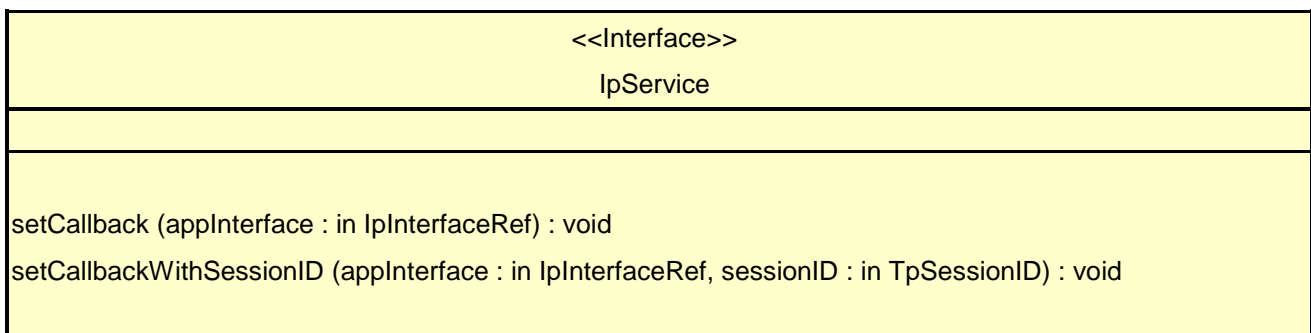 <<Interface>>
IpService
setCallback (appInterface : in IpInterfaceRef) : void
setCallbackWithSessionID (appInterface : in IpInterfaceRef, sessionID : in TpSessionID) : void